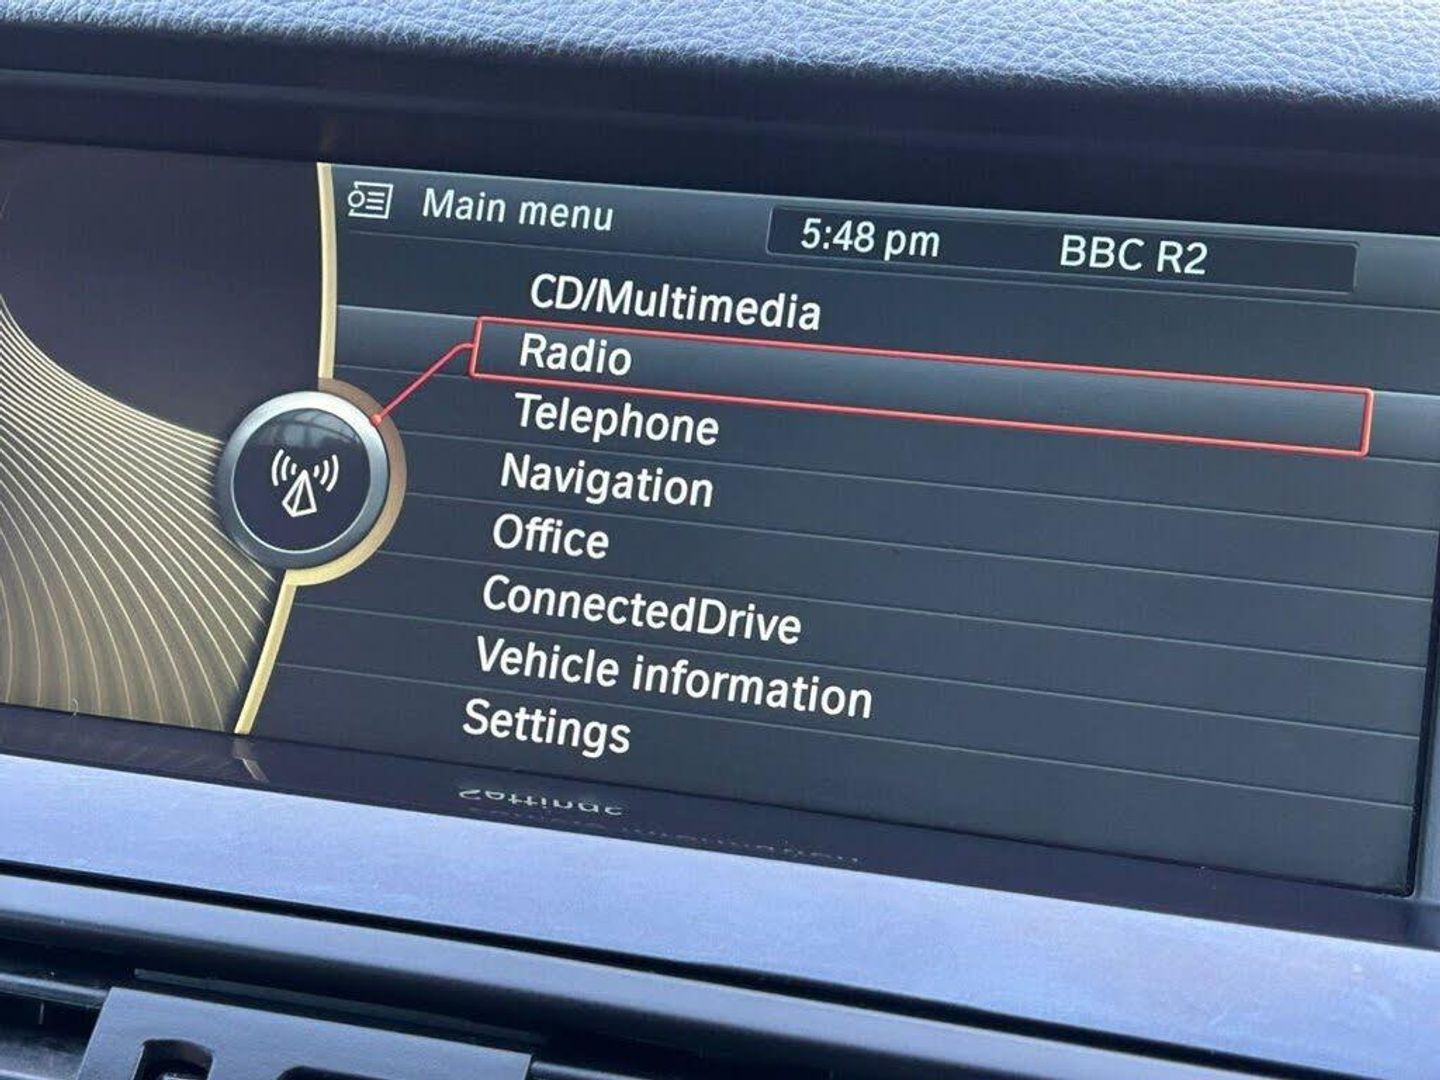 Main menu
5:48 pm
BBC R2
CD/Multimedia
Radio
Telephone
Navigation
Office
ConnectedDrive
Vehicle information
Settings